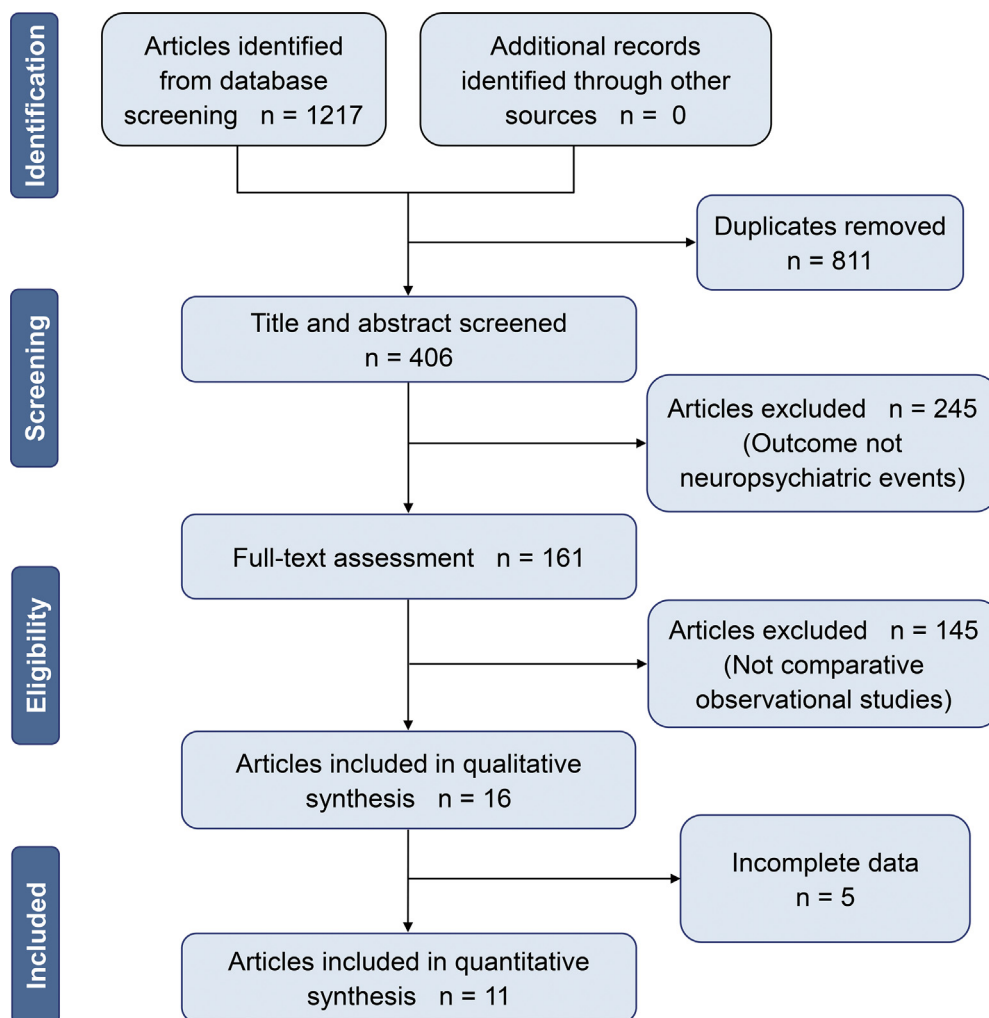 Identification
Articles identified
from database
screening n = 1217
Additional records
identified through other
sources n = 0
Duplicates removed
n = 811
Screening
Title and abstract screened
n = 406
Articles excluded n = 245
(Outcome not
neuropsychiatric events)
Eligibility
Full-text assessment n = 161
Articles excluded n = 145
(Not comparative
observational studies)
Articles included in qualitative
synthesis n = 16
Included
Incomplete data
n = 5
Articles included in quantitative
synthesis n = 11